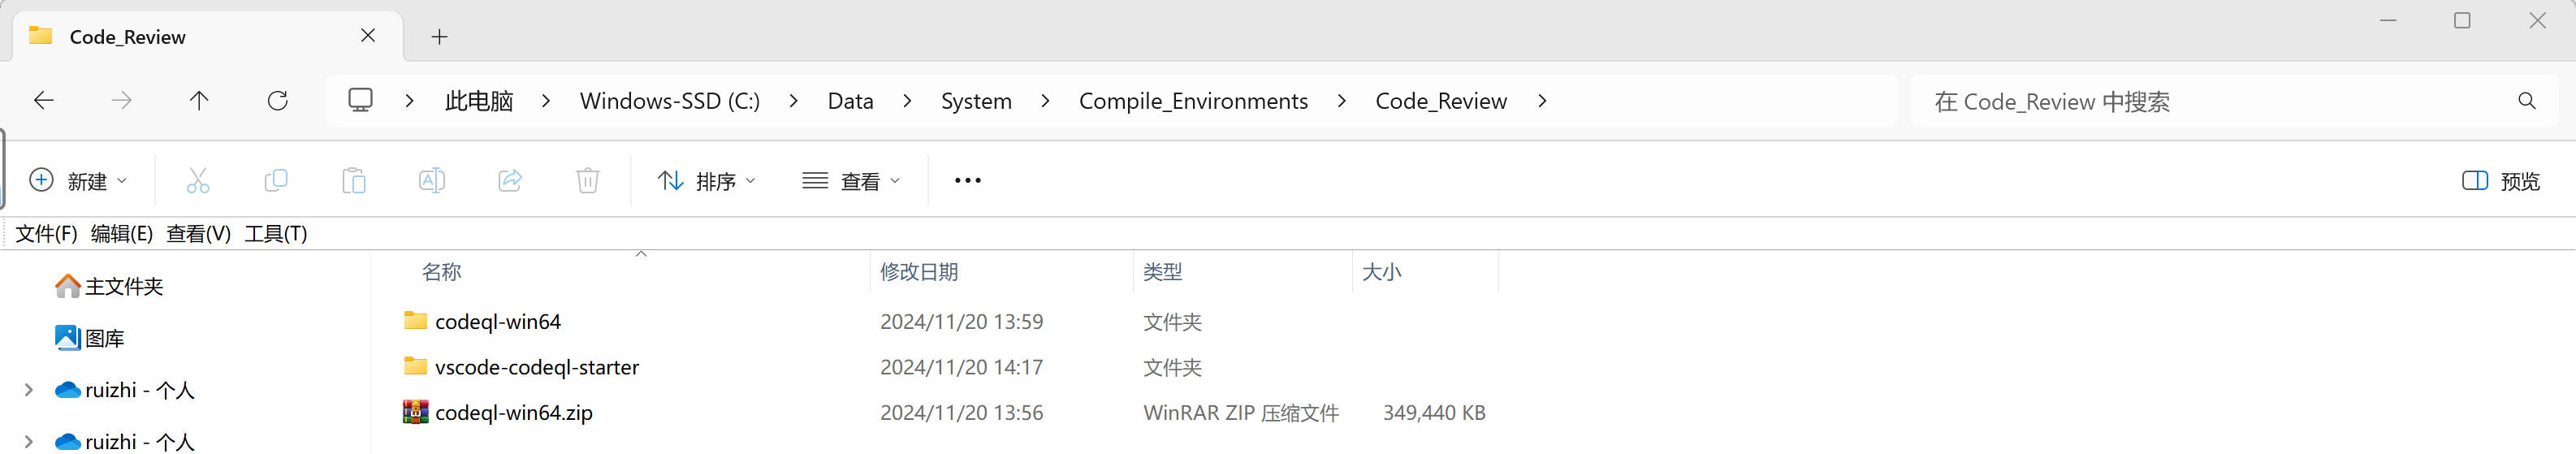 Code_Review
此电脑 Windows-SSD (C:) Data System Compile_Environments Code_Review 在 Code_Review 中搜索
新建 排序 查看 预览
文件(F) 编辑(E) 查看(V) 工具(T)
名称 修改日期 类型 大小
主文件夹
图库
ruizhi - 个人
ruizhi - 个人
codeql-win64 2024/11/20 13:59 文件夹
vscode-codeql-starter 2024/11/20 14:17 文件夹
codeql-win64.zip 2024/11/20 13:56 WinRAR ZIP 压缩文件 349,440 KB